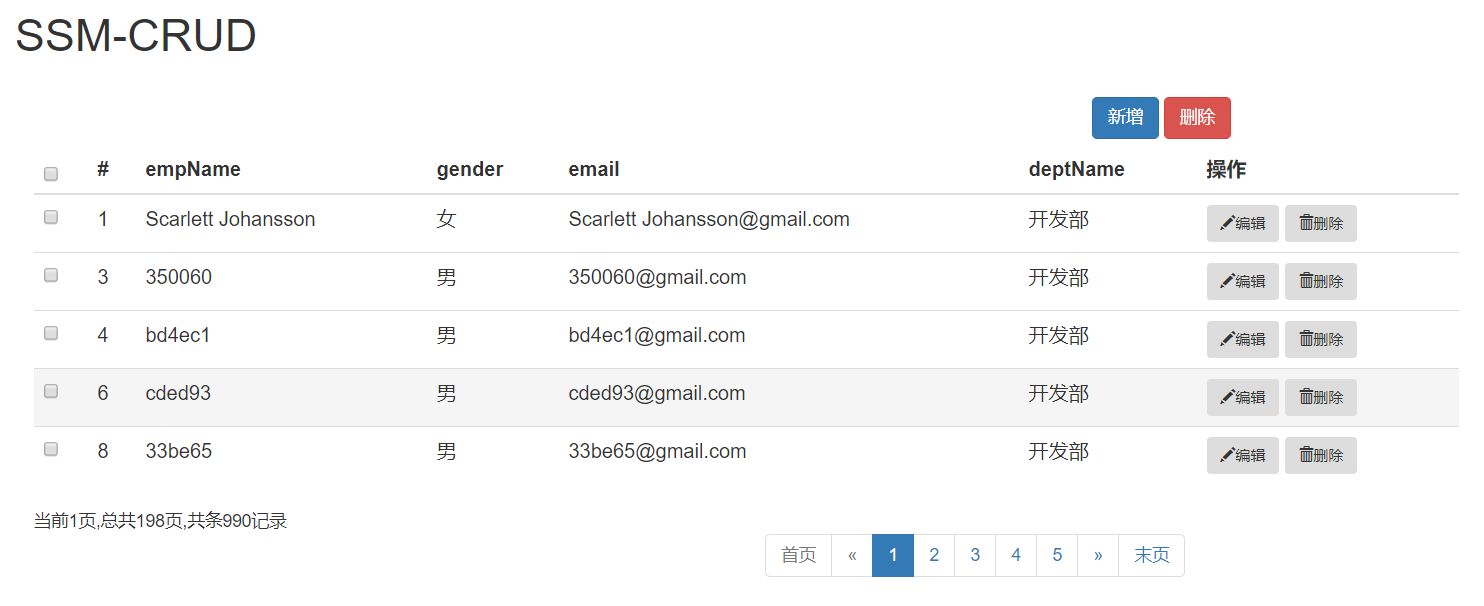 SSM-CRUD
新增 删除
# empName gender email deptName 操作
1 Scarlett Johansson 女 Scarlett Johansson@gmail.com 开发部 编辑 删除
3 350060 男 350060@gmail.com 开发部 编辑 删除
4 bd4ec1 男 bd4ec1@gmail.com 开发部 编辑 删除
6 cded93 男 cded93@gmail.com 开发部 编辑 删除
8 33be65 男 33be65@gmail.com 开发部 编辑 删除
当前1页,总共198页,共条990记录
首页 « 1 2 3 4 5 » 末页